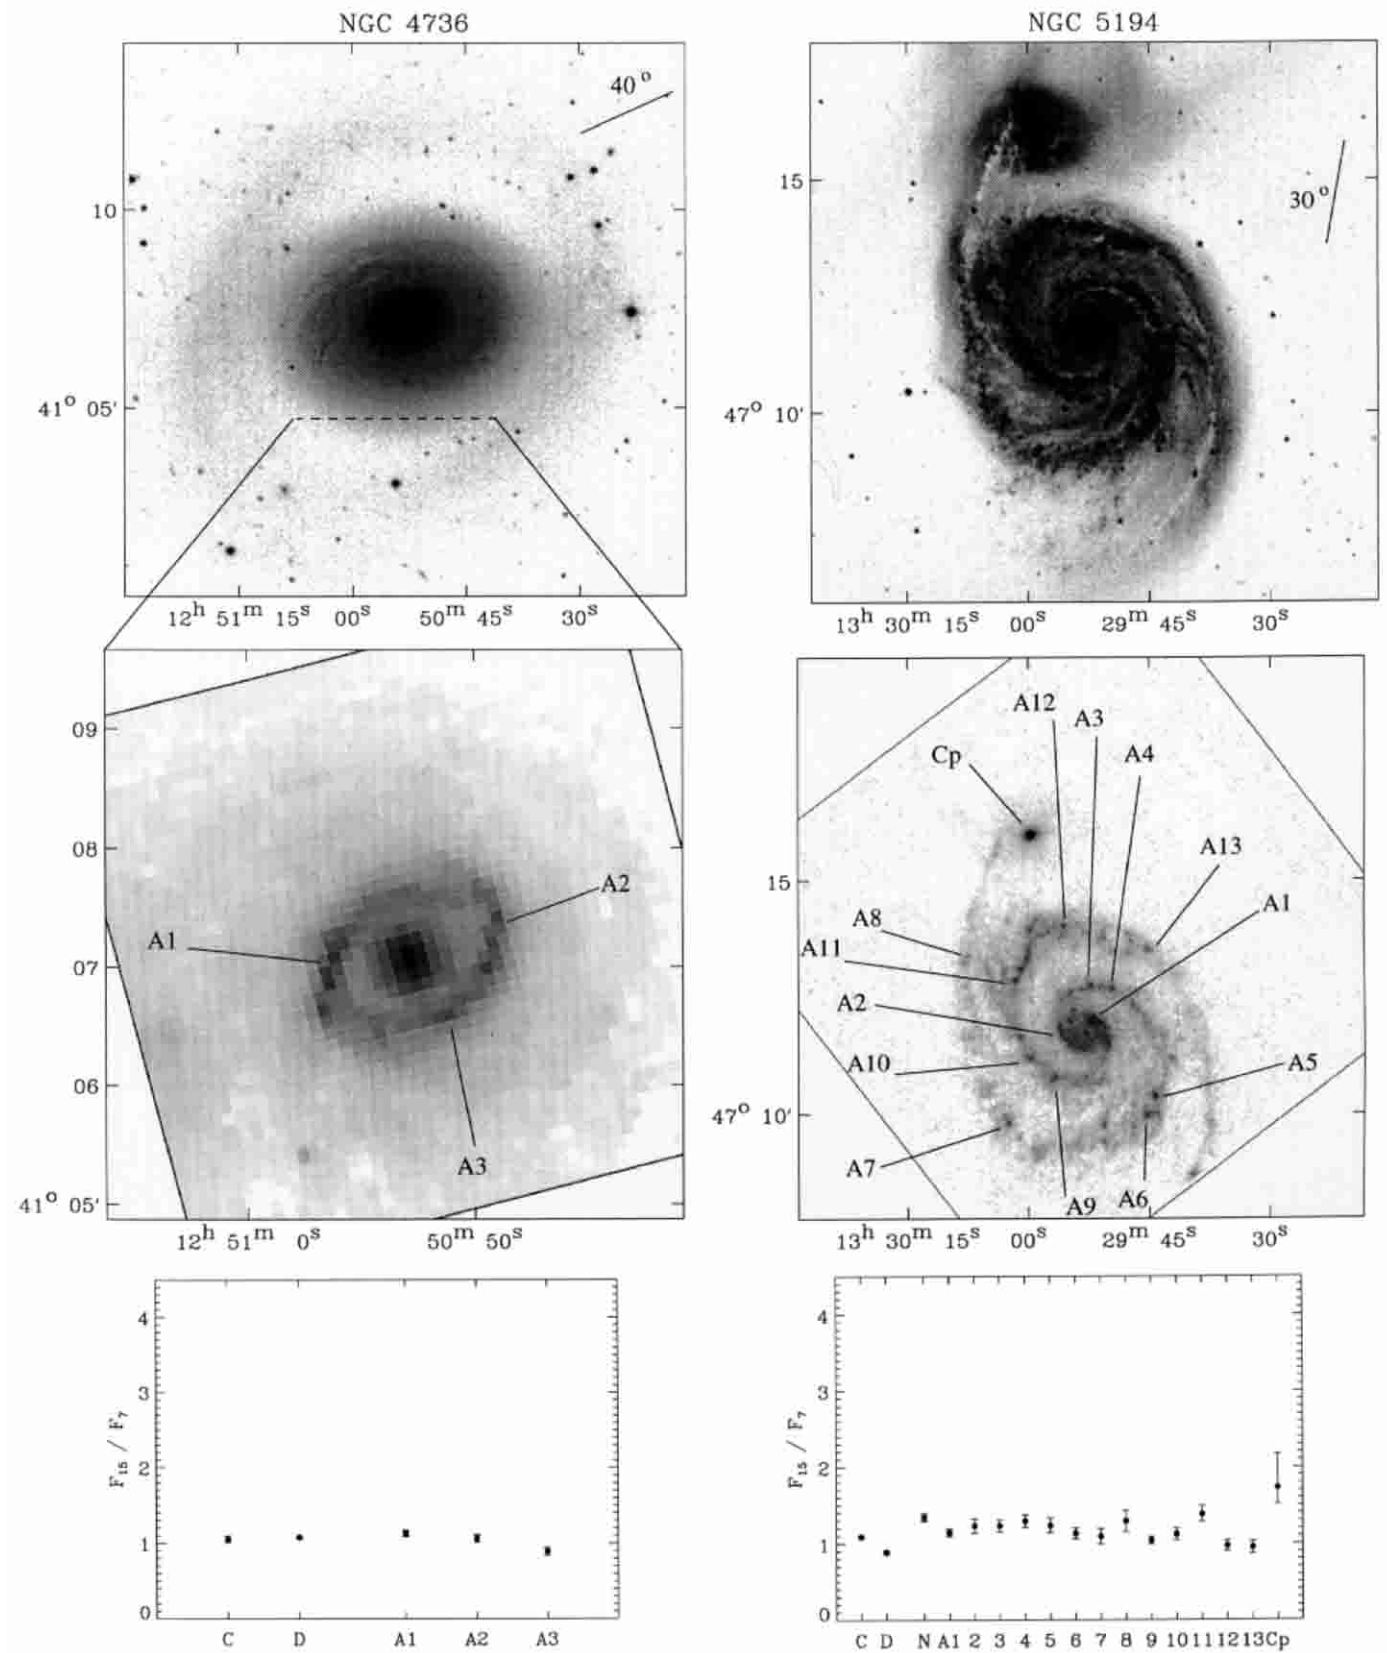 NGC 4736
40°
10
41° 05'
12h 51m 15s 00s 50m 45s 30s
09
08
07
06
41° 05'
A1
A2
A3
12h 51m 0s 50m 50s
4
3
2
1
0
F15 / F7
C D A1 A2 A3
NGC 5194
15
30°
47° 10'
13h 30m 15s 00s 29m 45s 30s
A12
A3
Cp
A4
A13
15
A8
A1
A11
A2
A10
A5
47° 10'
A7
A9
A6
13h 30m 15s 00s 29m 45s 30s
4
3
2
1
0
F15 / F7
C D N A1 2 3 4 5 6 7 8 9 10 11 12 13 Cp